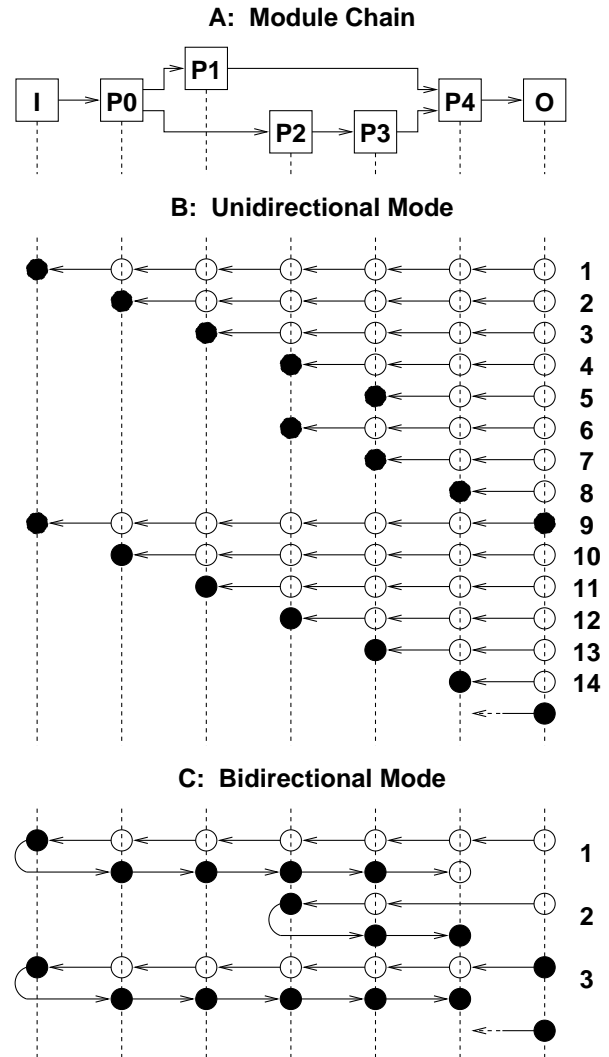 A: Module Chain
P1
I P0 P4 O
P2 P3
B: Unidirectional Mode
1
2
3
4
5
6
7
8
9
10
11
12
13
14
C: Bidirectional Mode
1
2
3